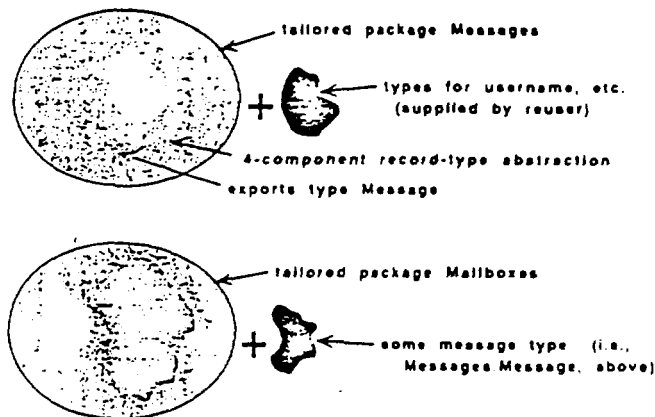 tailored package Messages
+
types for username, etc.
(supplied by reuser)
4-component record-type abstraction
exports type Message
tailored package Mailboxes
+
some message type (i.e.,
Messages.Message, above)